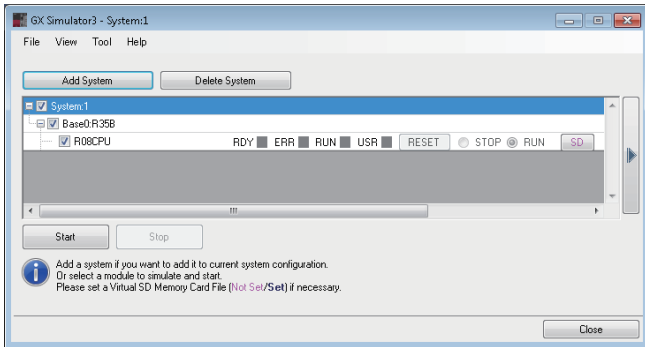 GX Simulator3 - System:1
File View Tool Help
Add System Delete System
System:1
Base0:R35B
R08CPU RDY ERR RUN USR RESET STOP RUN SD
Start Stop
Add a system if you want to add it to current system configuration.
Or select a module to simulate and start.
Please set a Virtual SD Memory Card File (Not Set/Set) if necessary.
Close